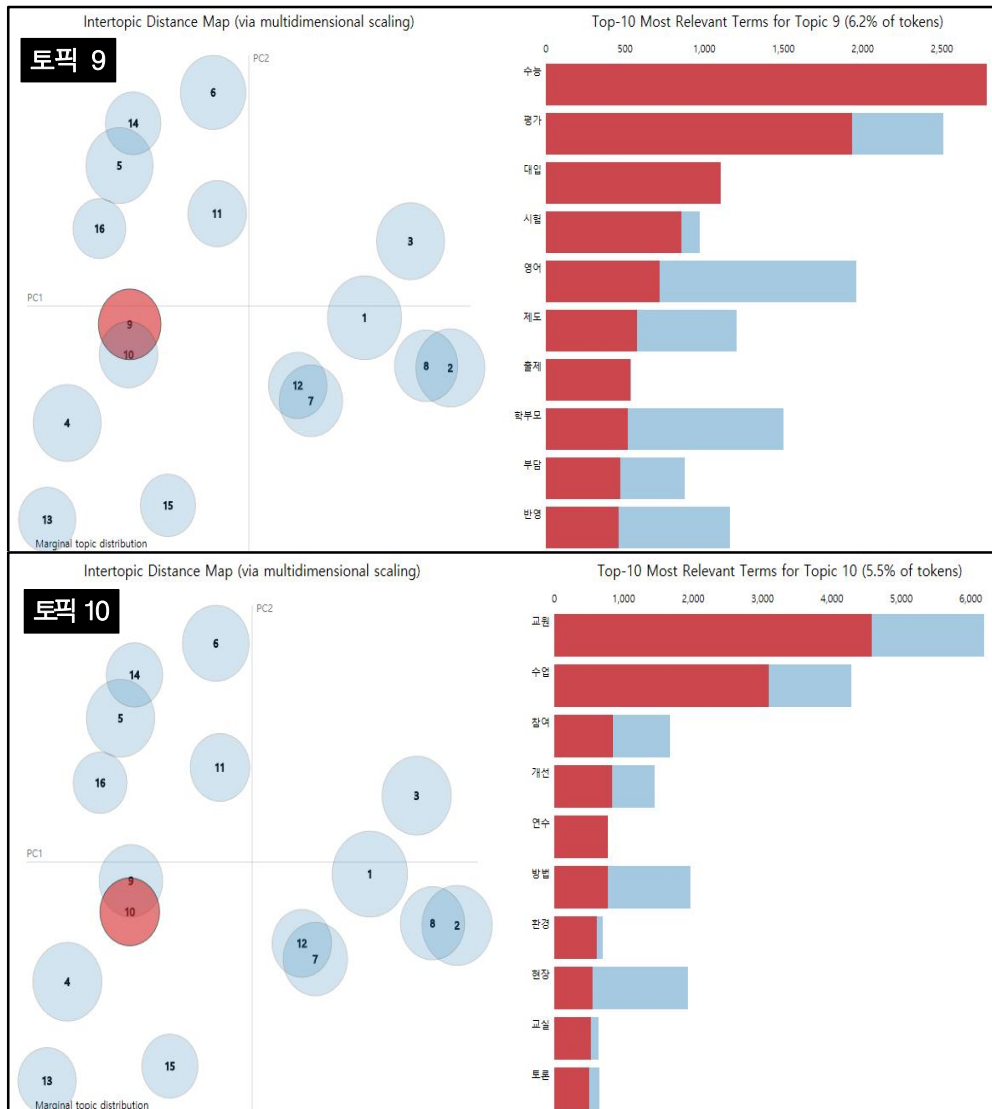 Intertopic Distance Map (via multidimensional scaling)
토픽 9
PC2
PC1
6
14
5
11
16
3
9
1
10
8
2
12
7
4
15
13
Marginal topic distribution
Top-10 Most Relevant Terms for Topic 9 (6.2% of tokens)
0 500 1,000 1,500 2,000 2,500
수능
평가
대입
시험
영어
제도
출제
학부모
부담
반영
Intertopic Distance Map (via multidimensional scaling)
토픽 10
PC2
PC1
6
14
5
11
16
3
9
1
10
8
2
12
7
4
15
13
Marginal topic distribution
Top-10 Most Relevant Terms for Topic 10 (5.5% of tokens)
0 1,000 2,000 3,000 4,000 5,000 6,000
교원
수업
참여
개선
연수
방법
환경
현장
교실
토론